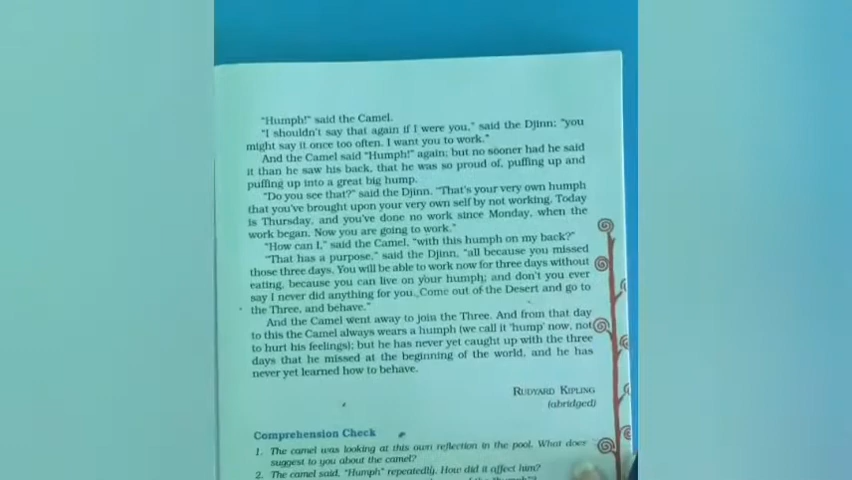 "Humph!" said the Camel.
"I shouldn't say that again if I were you," said the Djinn; "you
might say it once too often. I want you to work."
And the Camel said "Humph!" again; but no sooner had he said
it than he saw his back, that he was so proud of, puffing up and
puffing up into a great big hump.
"Do you see that?" said the Djinn. "That's your very own humph
that you've brought upon your very own self by not working. Today
is Thursday, and you've done no work since Monday, when the
work began. Now you are going to work."
"How can I," said the Camel, "with this humph on my back?"
"That has a purpose," said the Djinn, "all because you missed
those three days. You will be able to work now for three days without
eating, because you can live on your humph; and don't you ever
say I never did anything for you. Come out of the Desert and go to
the Three, and behave."
And the Camel went away to join the Three. And from that day
to this the Camel always wears a humph (we call it 'hump' now, not
to hurt his feelings); but he has never yet caught up with the three
days that he missed at the beginning of the world, and he has
never yet learned how to behave.
RUDYARD KIPLING
(abridged)
Comprehension Check
1. The camel was looking at this own reflection in the pool. What does
suggest to you about the camel?
2. The camel said, "Humph" repeatedly. How did it affect him?